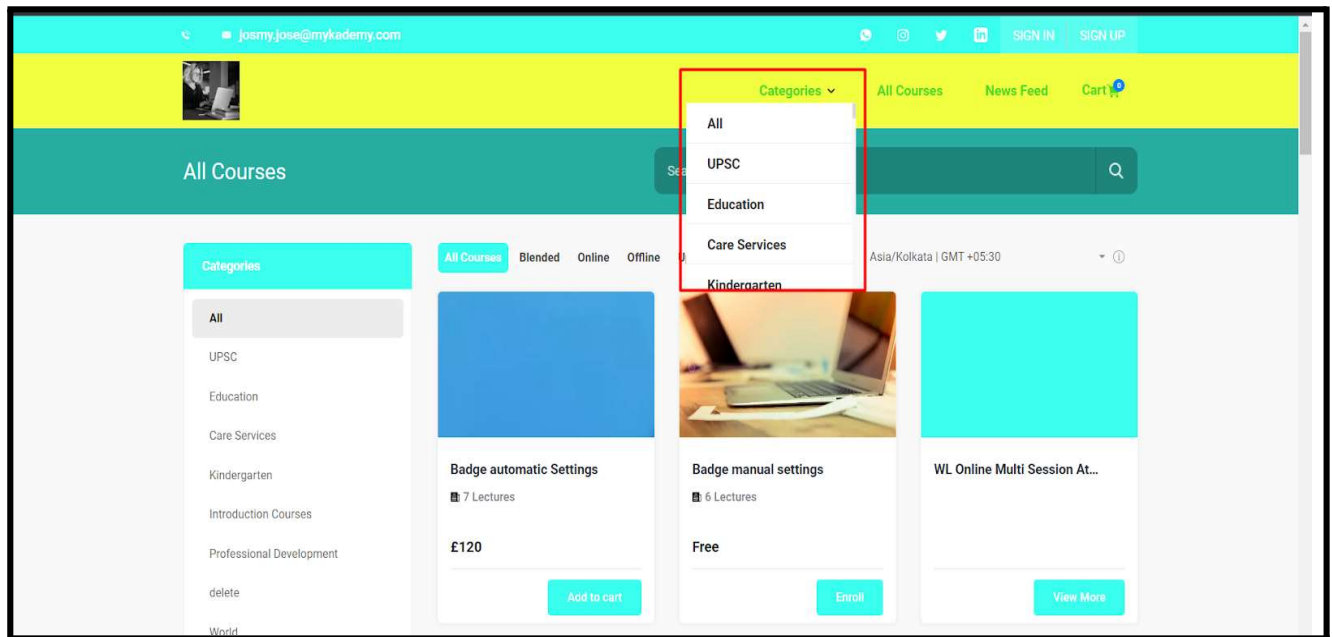 josmy.jose@mykademy.com
SIGN IN SIGN UP
Categories All Courses News Feed Cart 0
All
UPSC
Education
Care Services
Kindergarten
All Courses
Categories
All
UPSC
Education
Care Services
Kindergarten
Introduction Courses
Professional Development
delete
World
All Courses Blended Online Offline
Asia/Kolkata | GMT +05:30
Badge automatic Settings
7 Lectures
£120
Add to cart
Badge manual settings
6 Lectures
Free
Enroll
WL Online Multi Session At...
View More